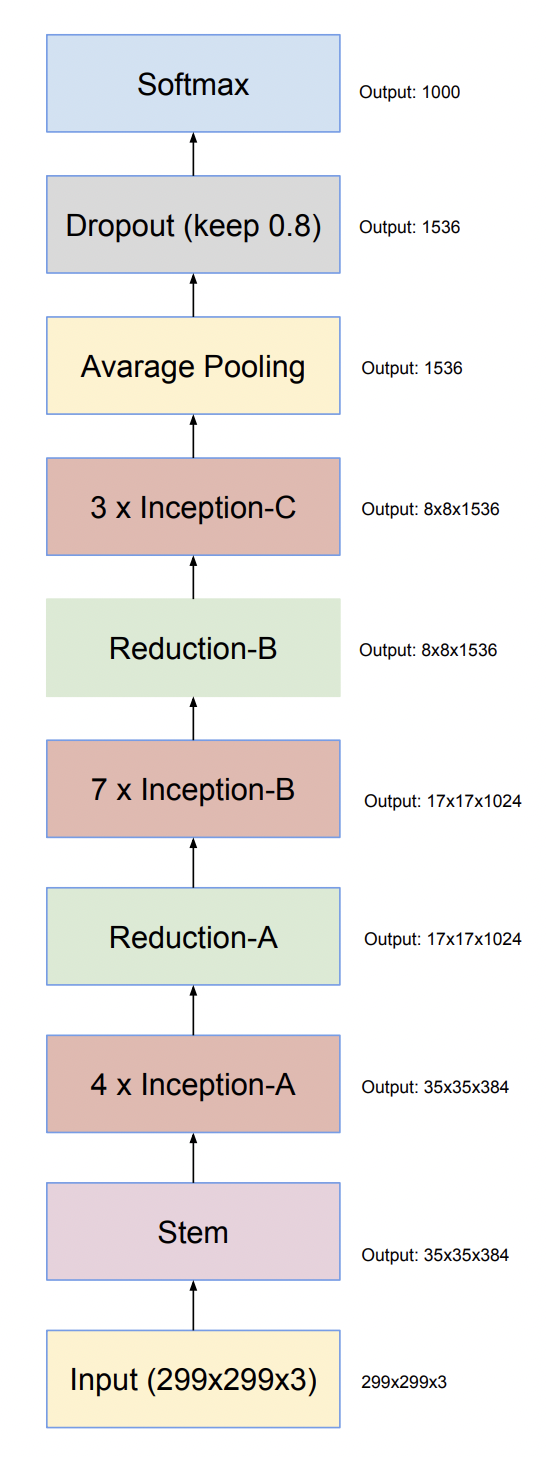 Softmax
Output: 1000
Dropout (keep 0.8)
Output: 1536
Avarage Pooling
Output: 1536
3 x Inception-C
Output: 8x8x1536
Reduction-B
Output: 8x8x1536
7 x Inception-B
Output: 17x17x1024
Reduction-A
Output: 17x17x1024
4 x Inception-A
Output: 35x35x384
Stem
Output: 35x35x384
Input (299x299x3)
299x299x3